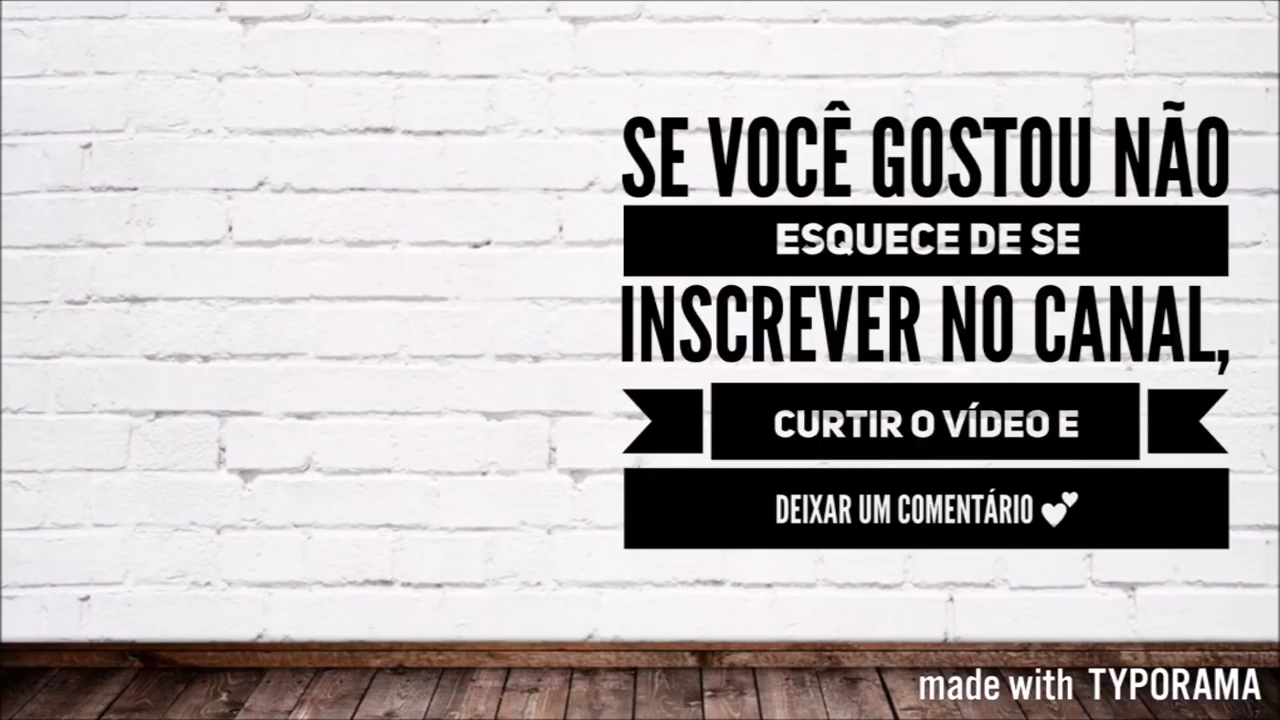 SE VOCÊ GOSTOU NÃO
ESQUECE DE SE
INSCREVER NO CANAL,
CURTIR O VÍDEO E
DEIXAR UM COMENTÁRIO 💕
made with TYPORAMA